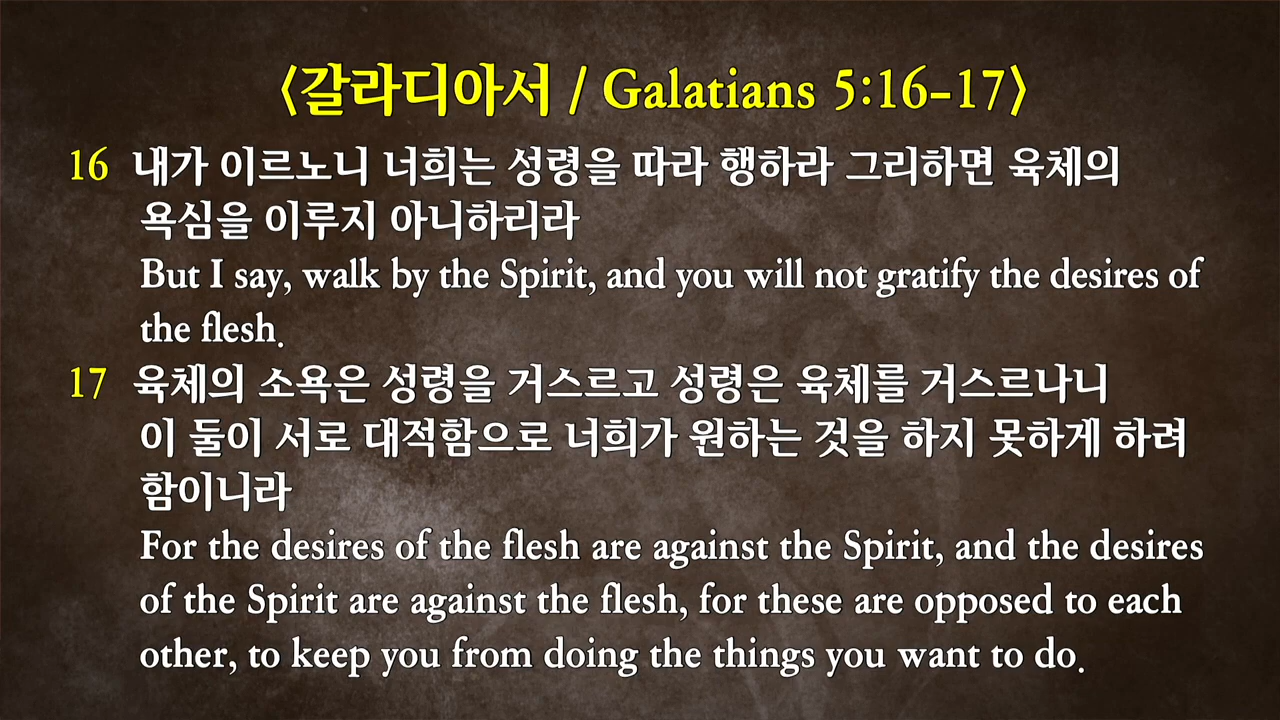 〈갈라디아서 / Galatians 5:16-17〉
16 내가 이르노니 너희는 성령을 따라 행하라 그리하면 육체의
욕심을 이루지 아니하리라
But I say, walk by the Spirit, and you will not gratify the desires of
the flesh.
17 육체의 소욕은 성령을 거스르고 성령은 육체를 거스르나니
이 둘이 서로 대적함으로 너희가 원하는 것을 하지 못하게 하려
함이니라
For the desires of the flesh are against the Spirit, and the desires
of the Spirit are against the flesh, for these are opposed to each
other, to keep you from doing the things you want to do.